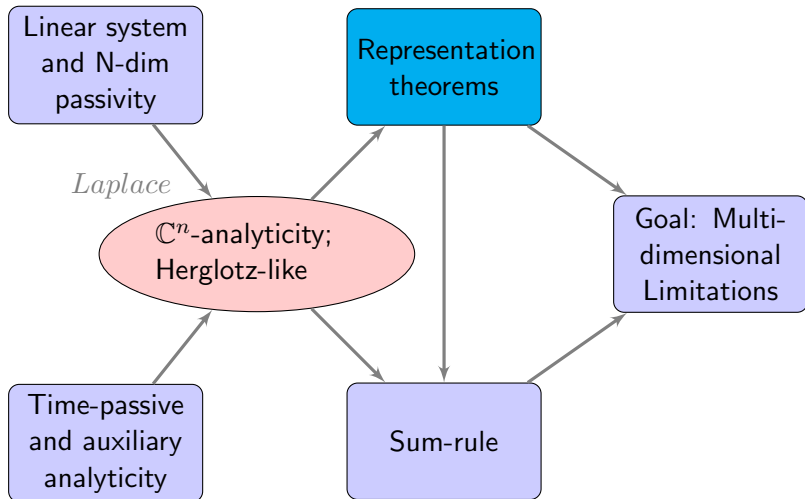 Linear system
and N-dim
passivity
Representation
theorems
Laplace
ℂⁿ-analyticity;
Herglotz-like
Goal: Multi-
dimensional
Limitations
Time-passive
and auxiliary
analyticity
Sum-rule